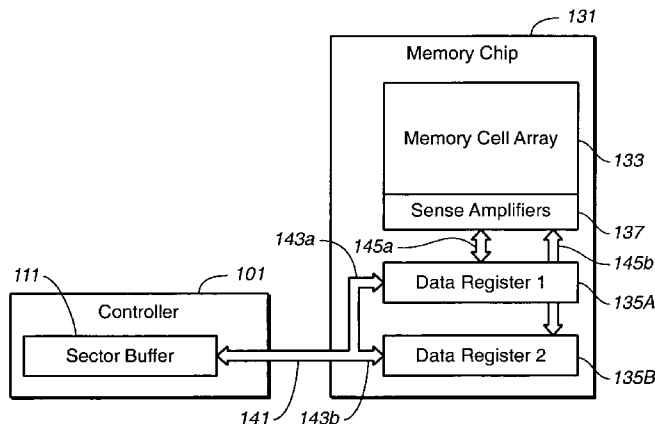 131
Memory Chip
Memory Cell Array
133
Sense Amplifiers
137
143a
145a
145b
111
101
Data Register 1
135A
Controller
Sector Buffer
Data Register 2
135B
141
143b